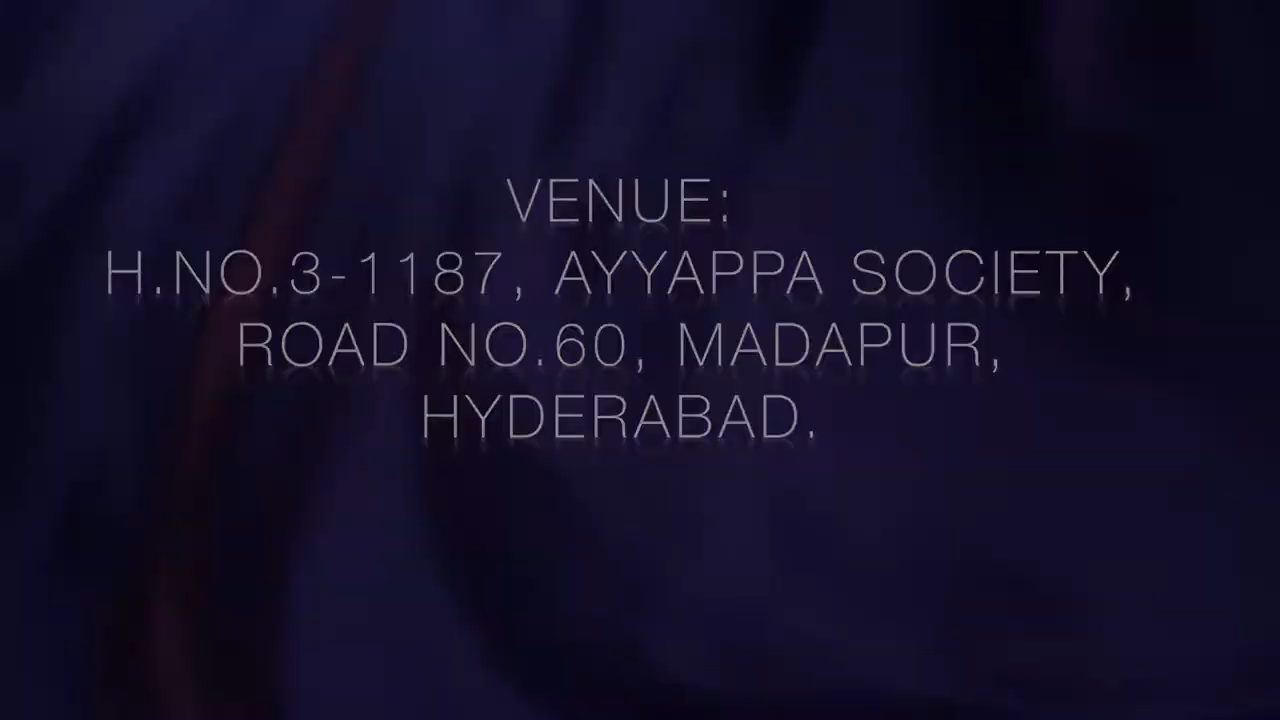 VENUE:
H.NO.3-1187, AYYAPPA SOCIETY,
ROAD NO.60, MADAPUR,
HYDERABAD.